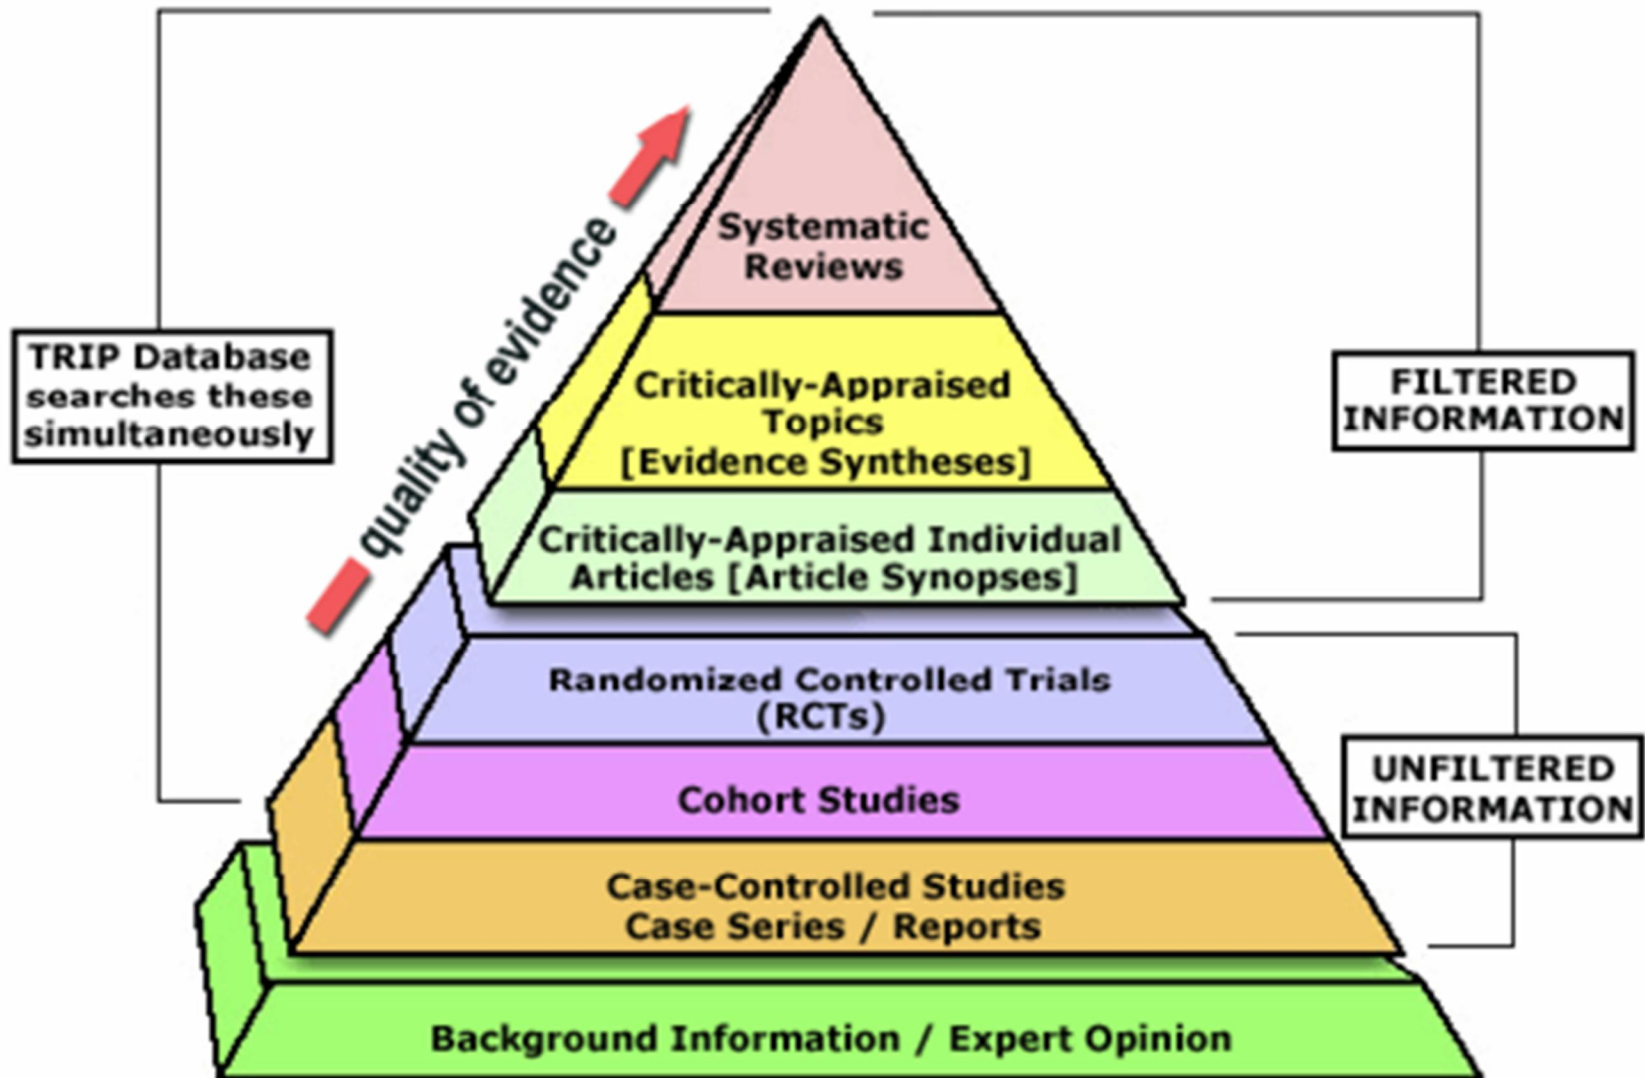 Systematic
Reviews
quality of evidence
TRIP Database
searches these
simultaneously
Critically-Appraised
Topics
[Evidence Syntheses]
FILTERED
INFORMATION
Critically-Appraised Individual
Articles [Article Synopses]
Randomized Controlled Trials
(RCTs)
Cohort Studies
UNFILTERED
INFORMATION
Case-Controlled Studies
Case Series / Reports
Background Information / Expert Opinion